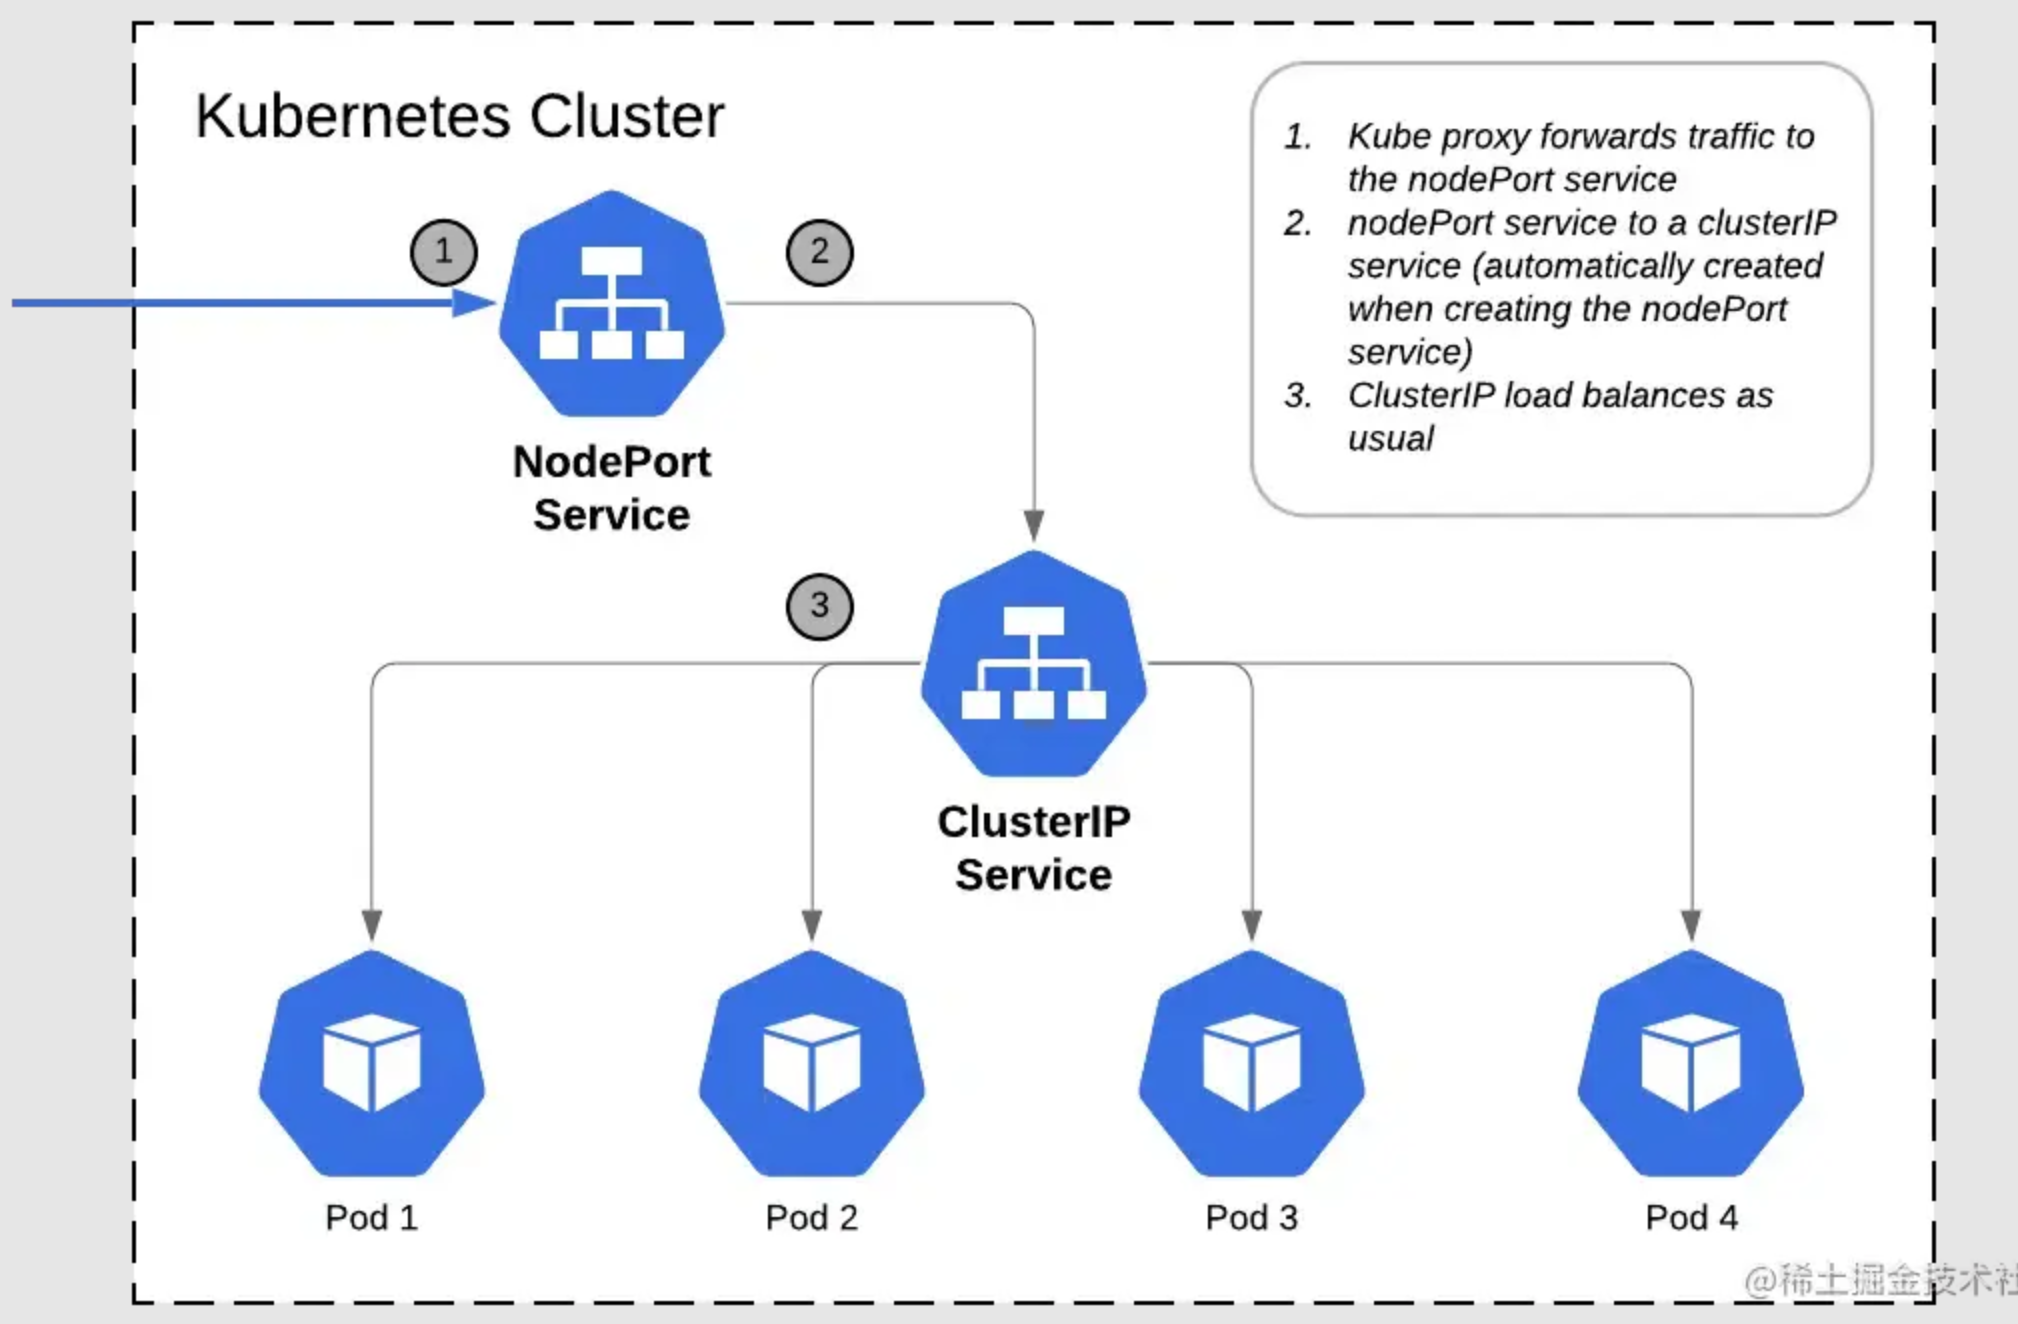 Kubernetes Cluster
1. Kube proxy forwards traffic to
the nodePort service
2. nodePort service to a clusterIP
service (automatically created
when creating the nodePort
service)
3. ClusterIP load balances as
usual
1
2
NodePort
Service
3
ClusterIP
Service
Pod 1
Pod 2
Pod 3
Pod 4
@稀土掘金技术社